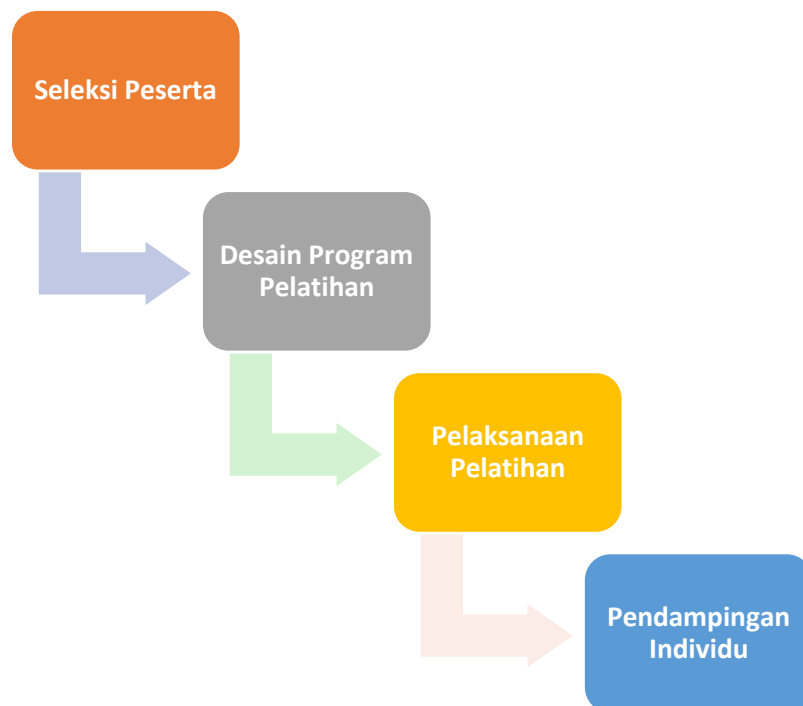 Seleksi Peserta
Desain Program
Pelatihan
Pelaksanaan
Pelatihan
Pendampingan
Individu